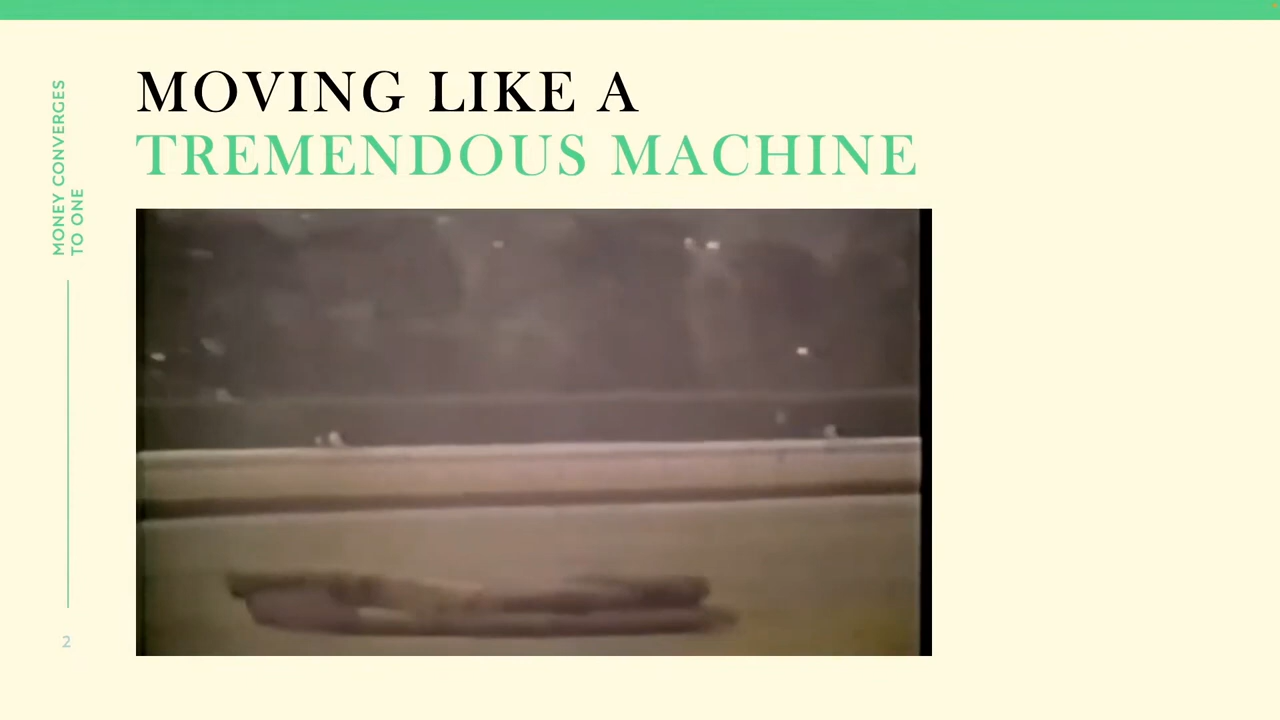 MOVING LIKE A
TREMENDOUS MACHINE
MONEY CONVERGES
TO ONE
2